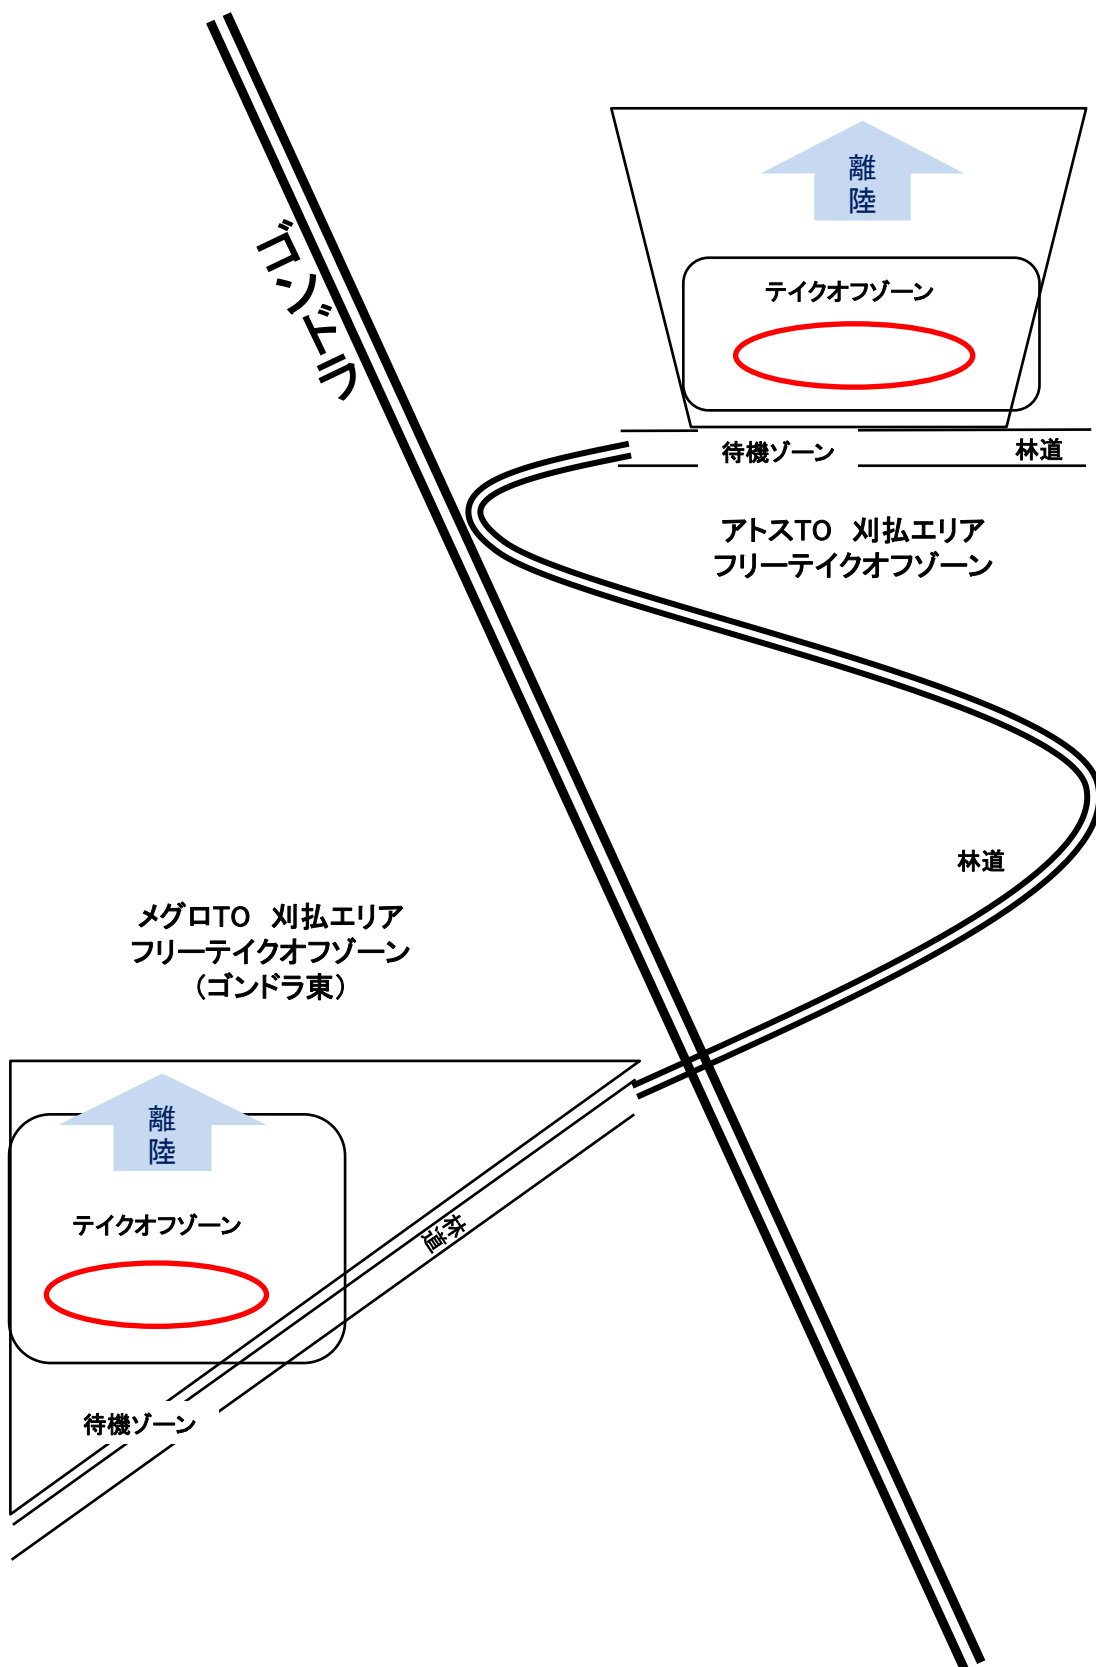 離
陸
ゴンドラ
テイクオフゾーン
待機ゾーン
林道
アトスTO　刈払エリア
フリーテイクオフゾーン
林道
メグロTO　刈払エリア
フリーテイクオフゾーン
（ゴンドラ東）
離
陸
テイクオフゾーン
林道
待機ゾーン